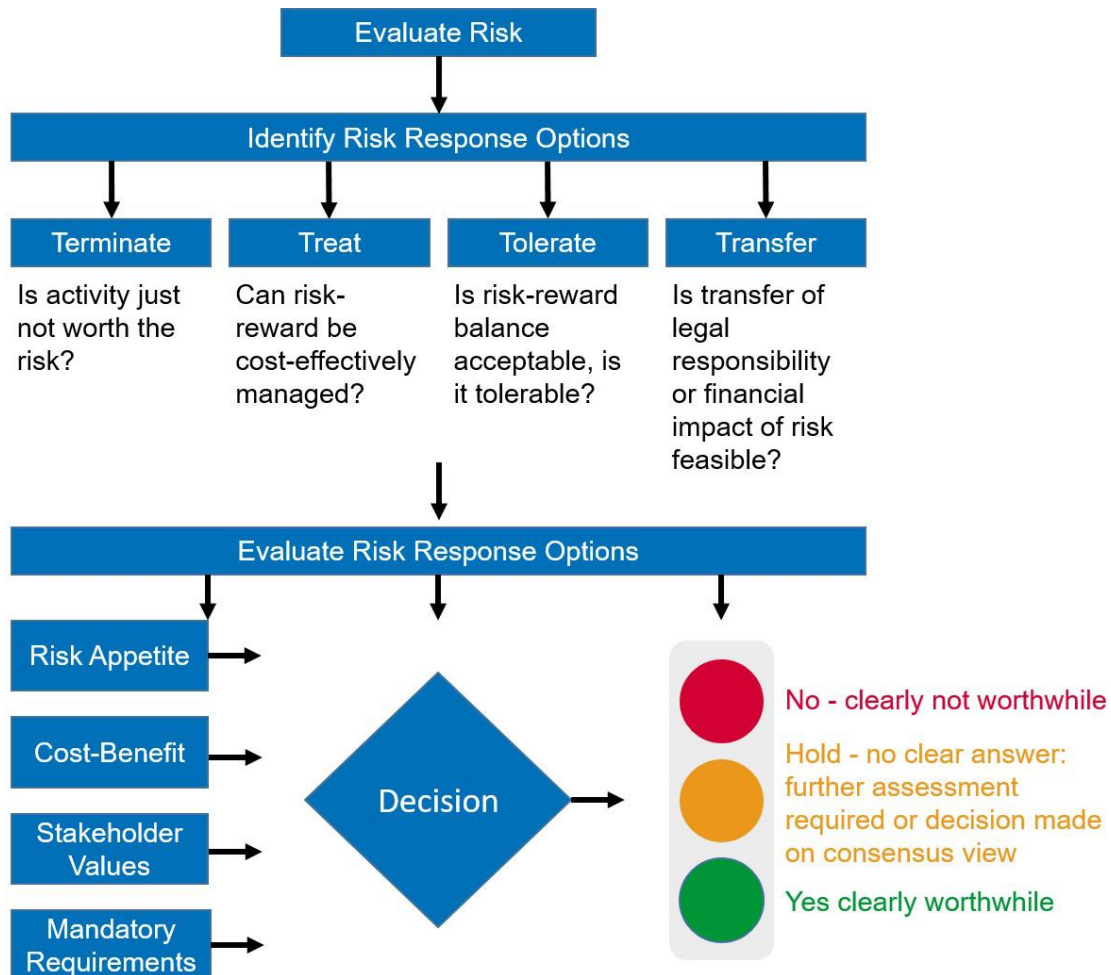 Evaluate Risk
Identify Risk Response Options
Terminate
Is activity just
not worth the
risk?
Treat
Can risk-
reward be
cost-effectively
managed?
Tolerate
Is risk-reward
balance
acceptable, is
it tolerable?
Transfer
Is transfer of
legal
responsibility
or financial
impact of risk
feasible?
Evaluate Risk Response Options
Risk Appetite
Cost-Benefit
Stakeholder
Values
Mandatory
Requirements
Decision
No - clearly not worthwhile
Hold - no clear answer:
further assessment
required or decision made
on consensus view
Yes clearly worthwhile